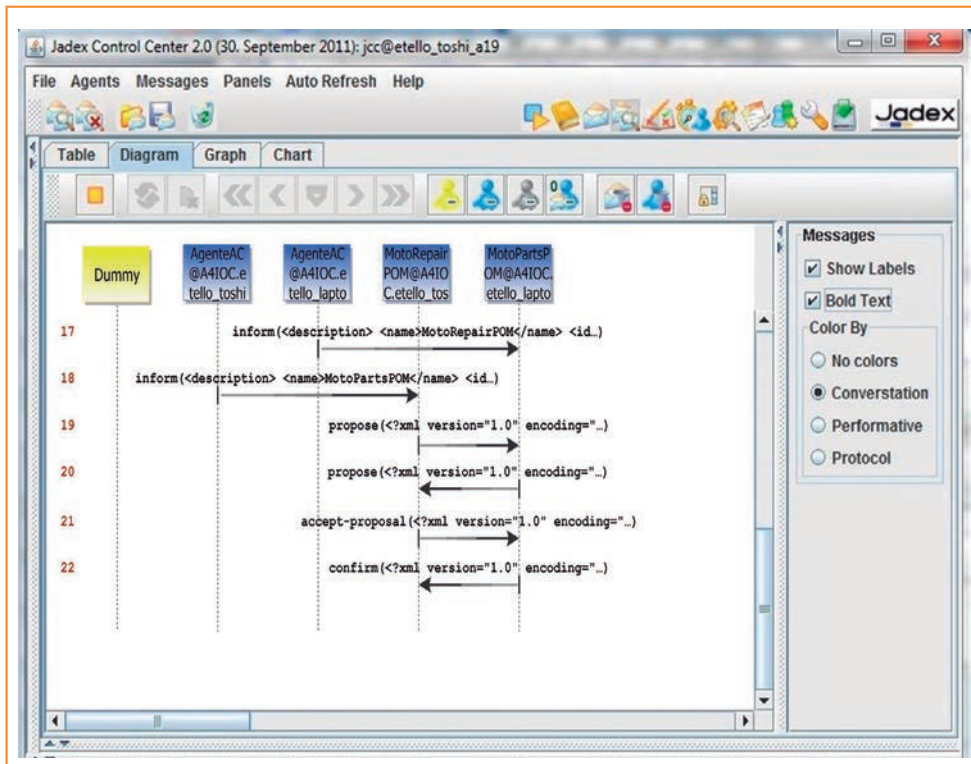 Jadex Control Center 2.0 (30. September 2011): jcc@etello_toshi_a19
File Agents Messages Panels Auto Refresh Help
Jadex
Table Diagram Graph Chart
Dummy
AgenteAC
@A4IOC.e
tello_toshi
AgenteAC
@A4IOC.e
tello_lapto
MotoRepair
POM@A4IO
C.etello_tos
MotoPartsP
OM@A4IOC.
etello_lapto
17 inform(<description> <name>MotoRepairPOM</name> <id…)
18 inform(<description> <name>MotoPartsPOM</name> <id…)
19 propose(<?xml version="1.0" encoding="…)
20 propose(<?xml version="1.0" encoding="…)
21 accept-proposal(<?xml version="1.0" encoding="…)
22 confirm(<?xml version="1.0" encoding="…)
Messages
Show Labels
Bold Text
Color By
No colors
Converstation
Performative
Protocol